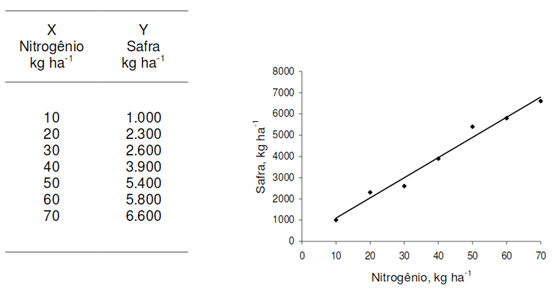 X Y
Nitrogênio Safra
kg ha-1 kg ha-1
10 1.000
20 2.300
30 2.600
40 3.900
50 5.400
60 5.800
70 6.600
8000
7000
6000
5000
4000
3000
2000
1000
0
Safra, kg ha-1
0 10 20 30 40 50 60 70
Nitrogênio, kg ha-1